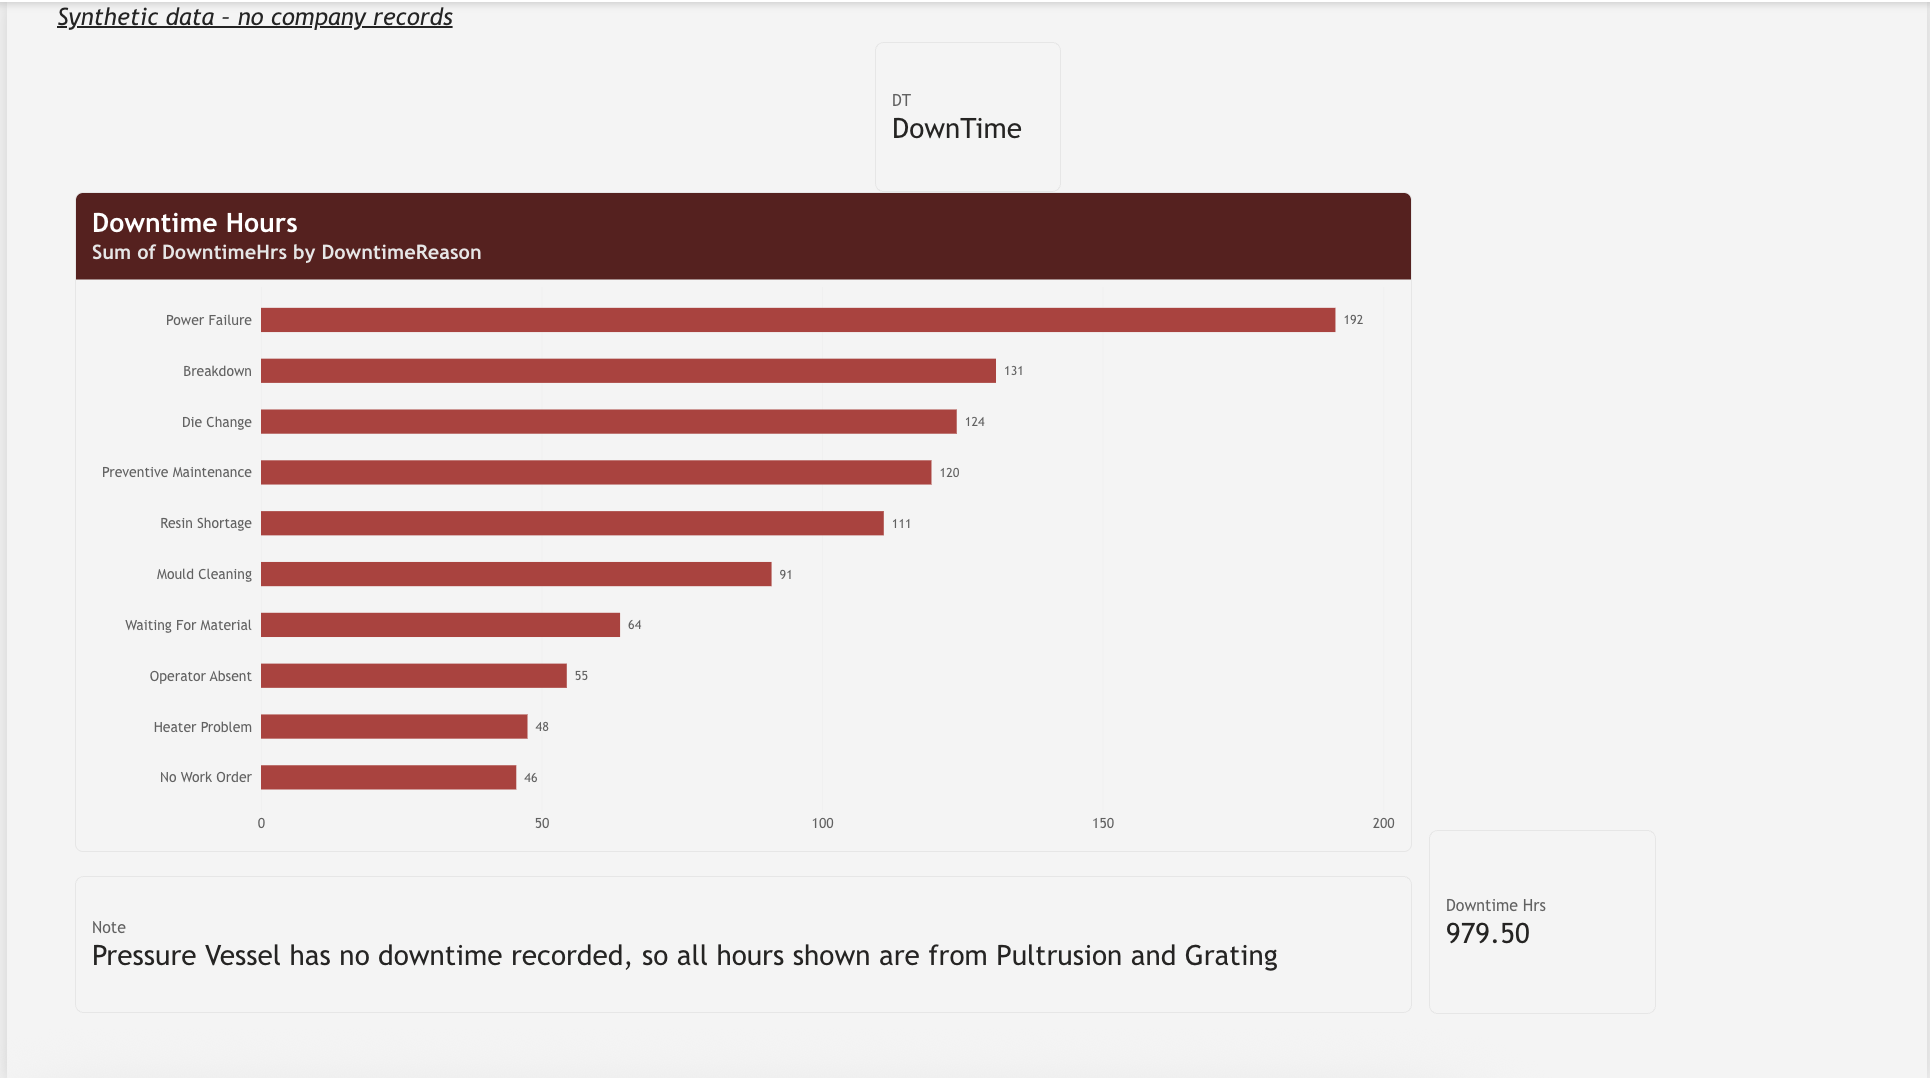 Synthetic data – no company records
DT
DownTime
Downtime Hours
Sum of DowntimeHrs by DowntimeReason
Power Failure 192
Breakdown 131
Die Change 124
Preventive Maintenance 120
Resin Shortage 111
Mould Cleaning 91
Waiting For Material 64
Operator Absent 55
Heater Problem 48
No Work Order 46
0 50 100 150 200
Note
Pressure Vessel has no downtime recorded, so all hours shown are from Pultrusion and Grating
Downtime Hrs
979.50